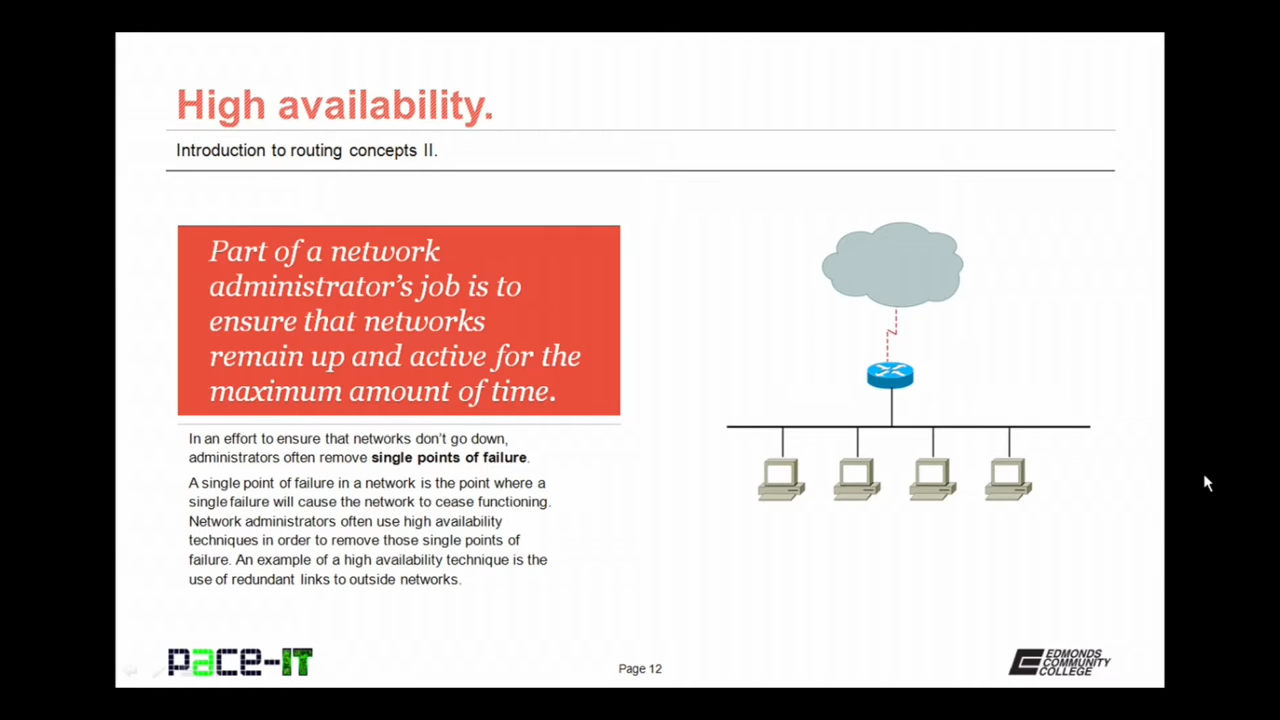 High availability.
Introduction to routing concepts II.
Part of a network
administrator’s job is to
ensure that networks
remain up and active for the
maximum amount of time.
In an effort to ensure that networks don’t go down,
administrators often remove single points of failure.
A single point of failure in a network is the point where a
single failure will cause the network to cease functioning.
Network administrators often use high availability
techniques in order to remove those single points of
failure. An example of a high availability technique is the
use of redundant links to outside networks.
pace-IT
Page 12
EDMONDS
COMMUNITY
COLLEGE